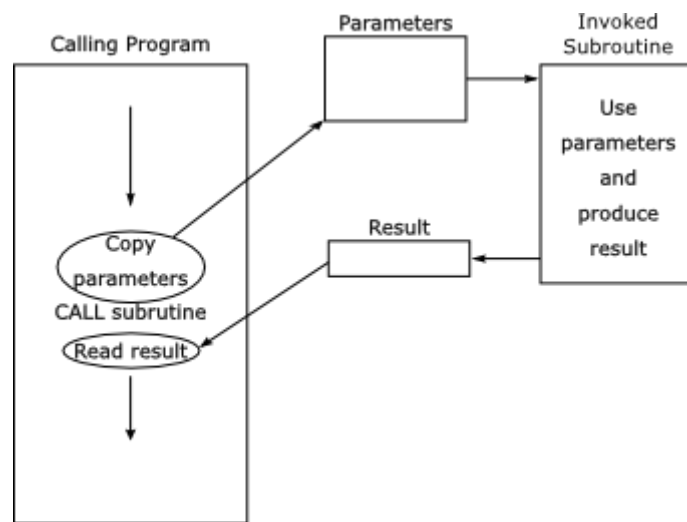 Calling Program
Parameters
Invoked
Subroutine
Use
parameters
and
produce
result
Copy
parameters
CALL subrutine
Read result
Result